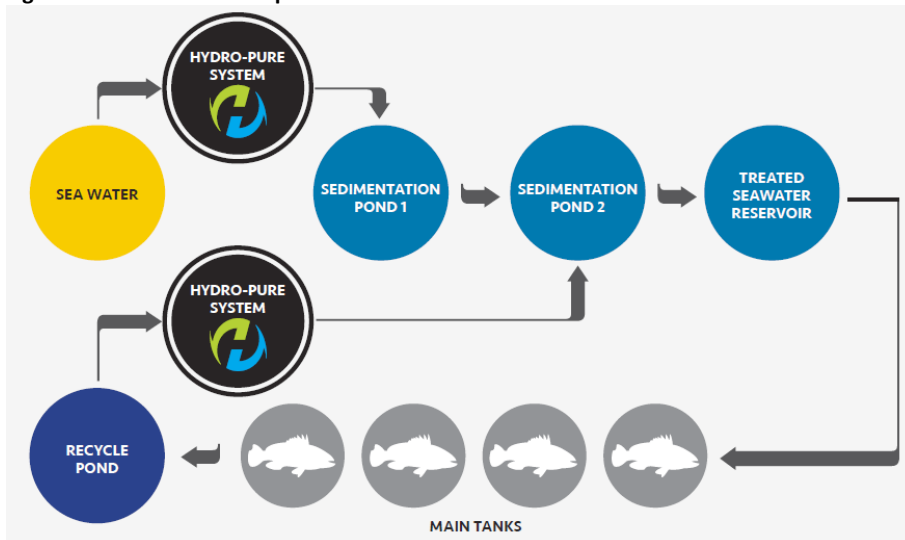 HYDRO-PURE
SYSTEM
SEA WATER
SEDIMENTATION
POND 1
SEDIMENTATION
POND 2
TREATED
SEAWATER
RESERVOIR
HYDRO-PURE
SYSTEM
RECYCLE
POND
MAIN TANKS